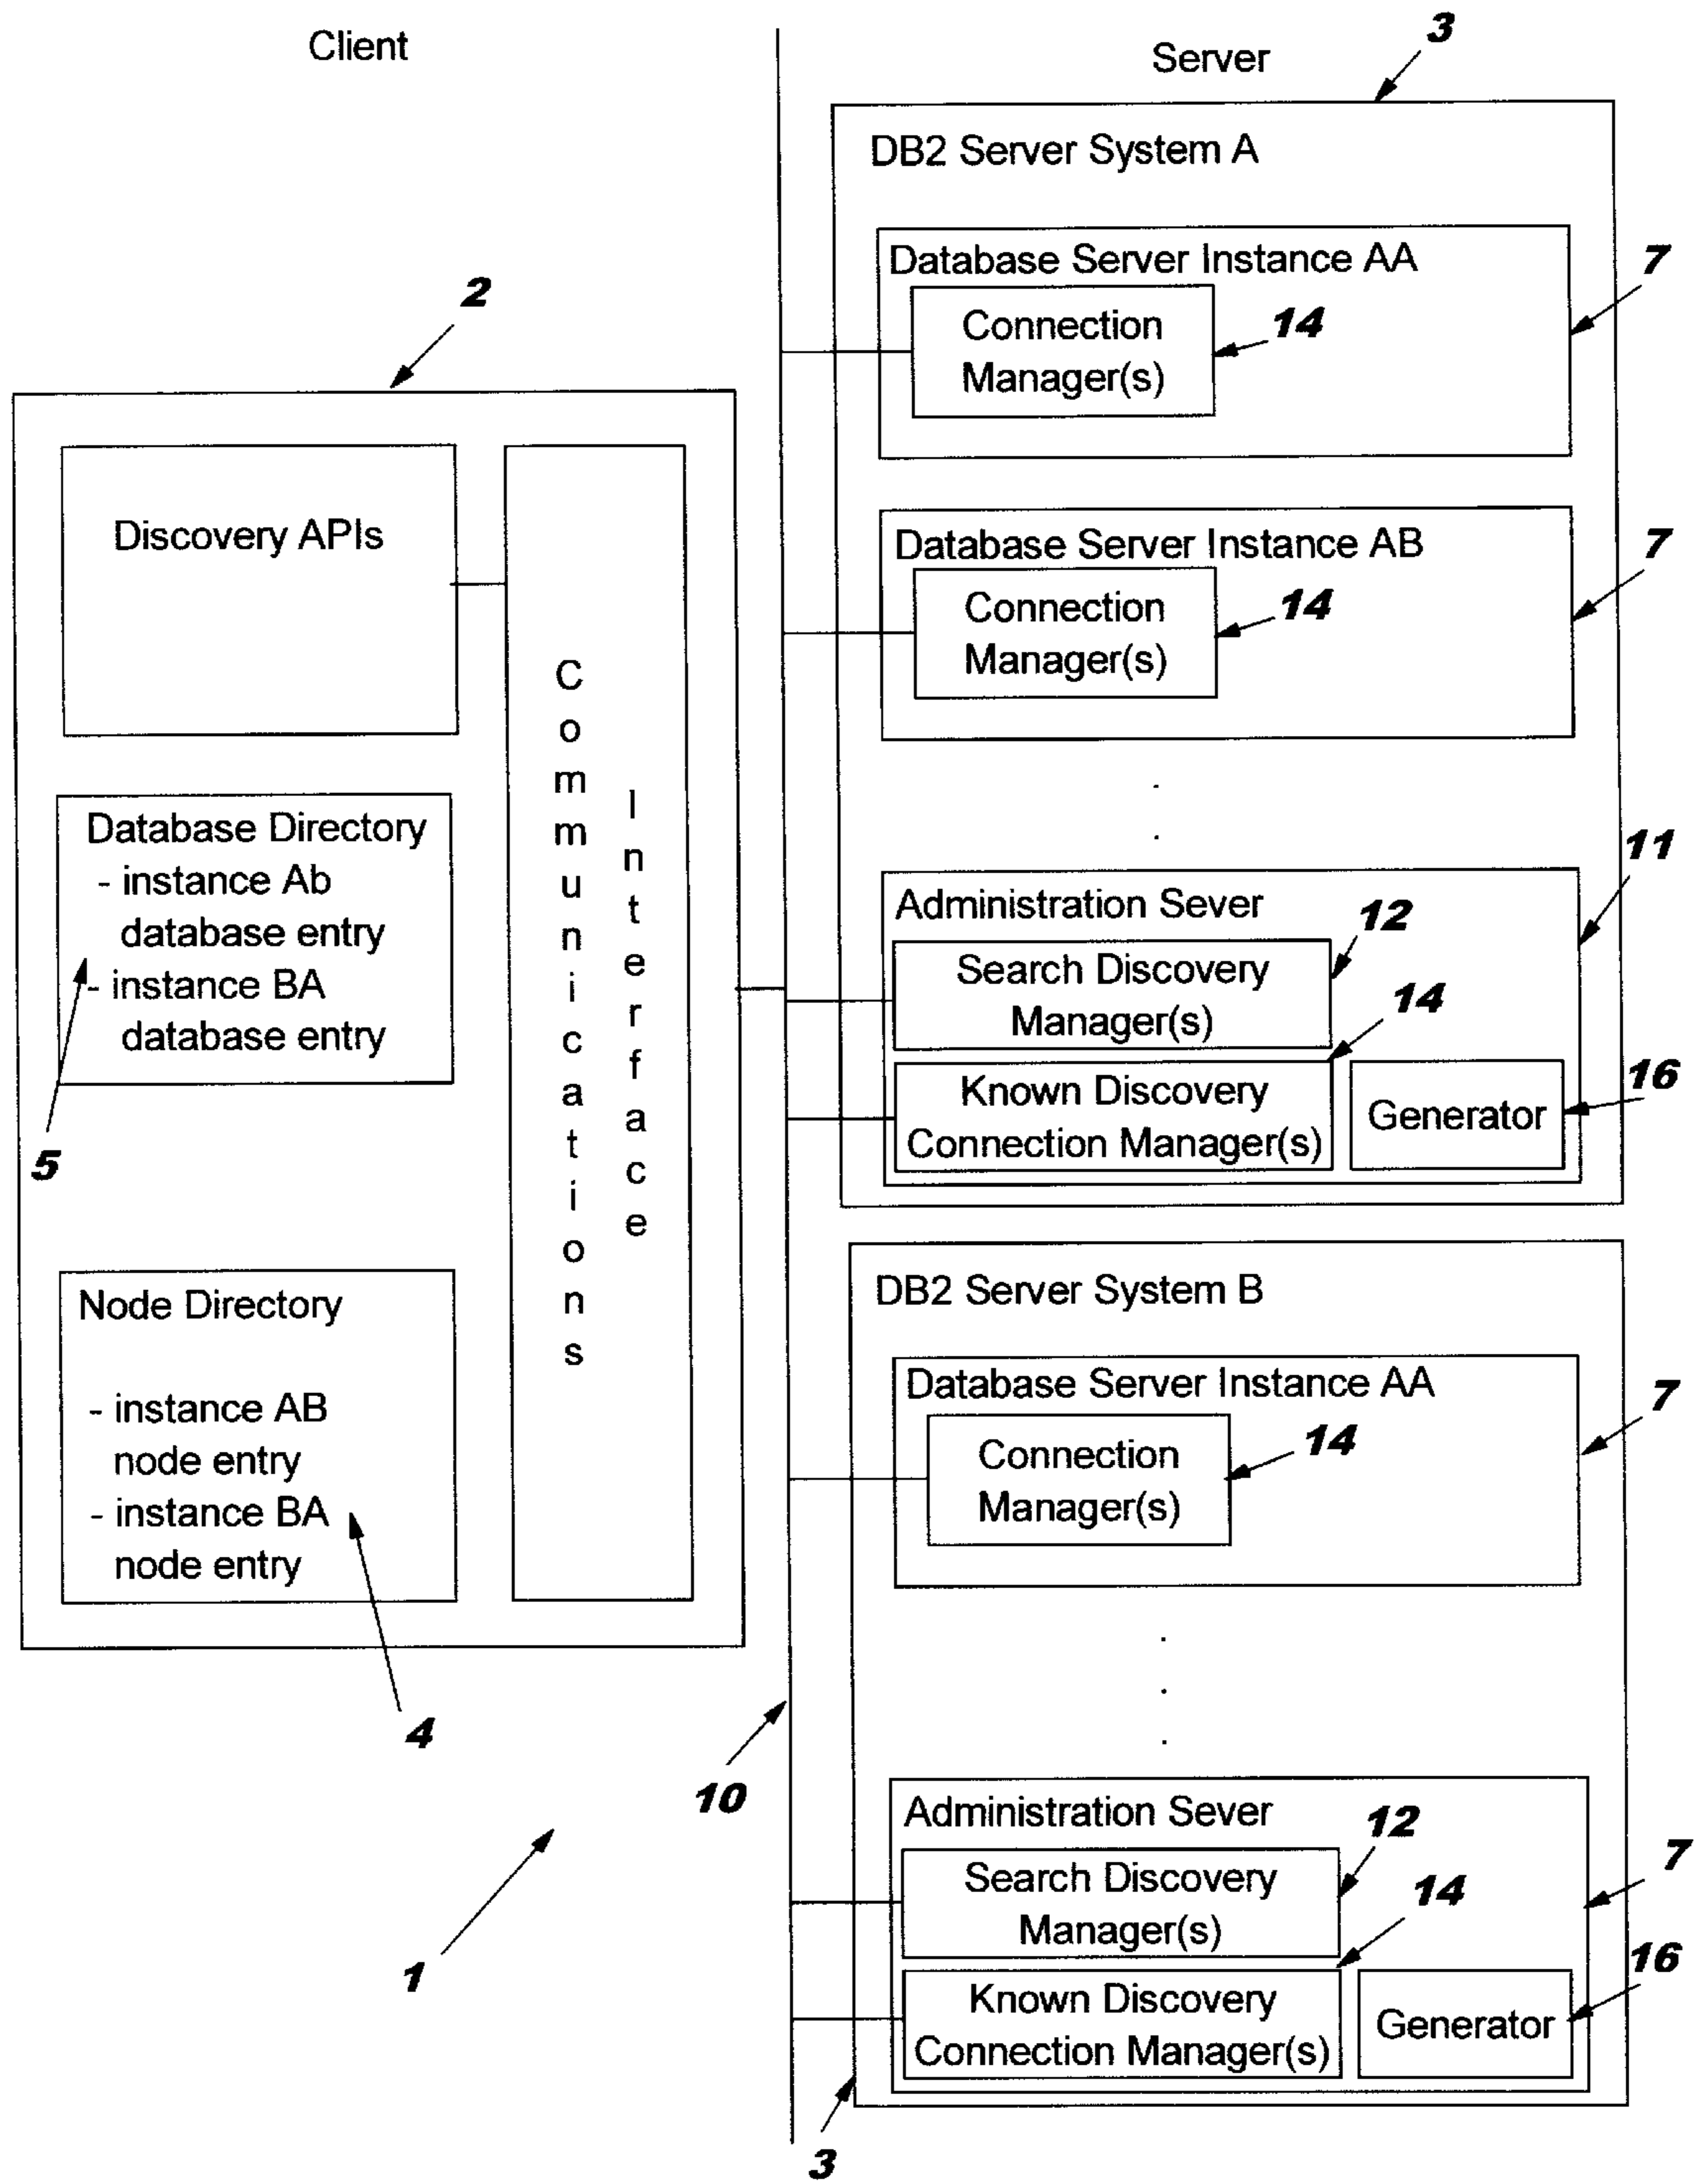 Client
Server
3
DB2 Server System A
Database Server Instance AA
7
Connection
Manager(s)
14
2
Discovery APIs
Database Server Instance AB
7
Connection
Manager(s)
14
Communications
Interface
Database Directory
- instance Ab
database entry
- instance BA
database entry
5
11
Administration Sever
12
Search Discovery
Manager(s)
14
Known Discovery
Connection Manager(s)
Generator
16
Node Directory
- instance AB
node entry
- instance BA
node entry
4
DB2 Server System B
Database Server Instance AA
7
Connection
Manager(s)
14
10
1
Administration Sever
12
Search Discovery
Manager(s)
7
14
Known Discovery
Connection Manager(s)
Generator
16
3